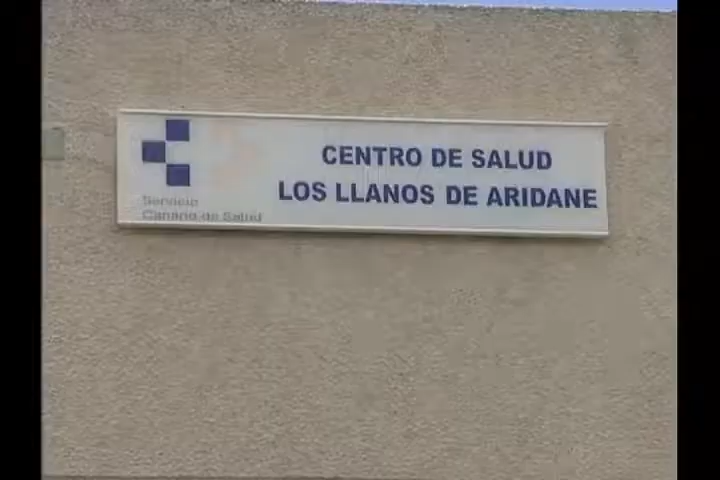 CENTRO DE SALUD
LOS LLANOS DE ARIDANE
Servicio
Canario de Salud